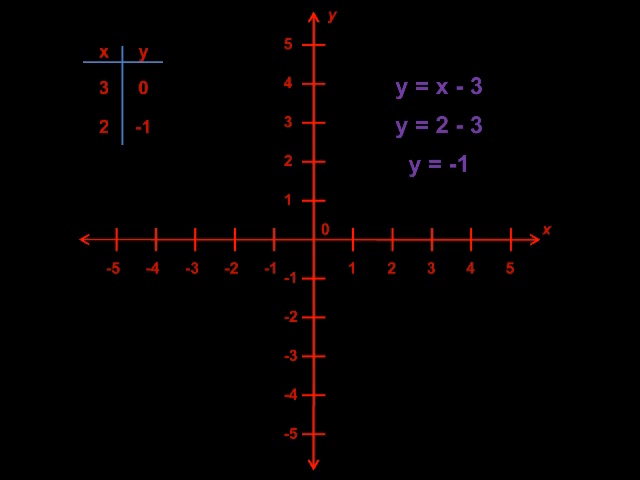 y
x y
3 0
2 -1
y = x - 3
y = 2 - 3
y = -1
5
4
3
2
1
0
x
-5 -4 -3 -2 -1 1 2 3 4 5
-1
-2
-3
-4
-5